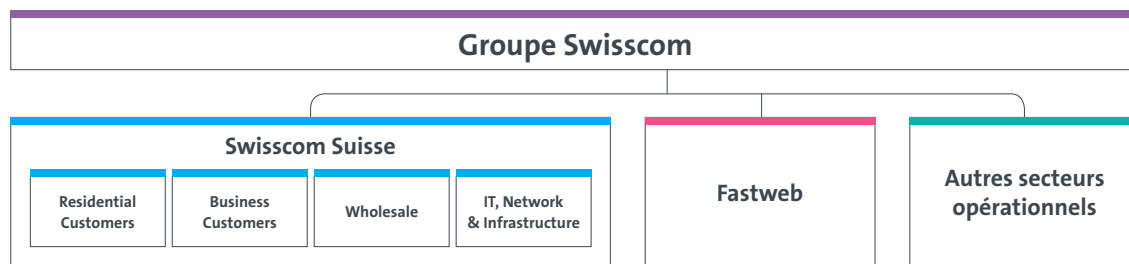 Groupe Swisscom
Swisscom Suisse
Residential
Customers
Business
Customers
Wholesale
IT, Network
& Infrastructure
Fastweb
Autres secteurs
opérationnels